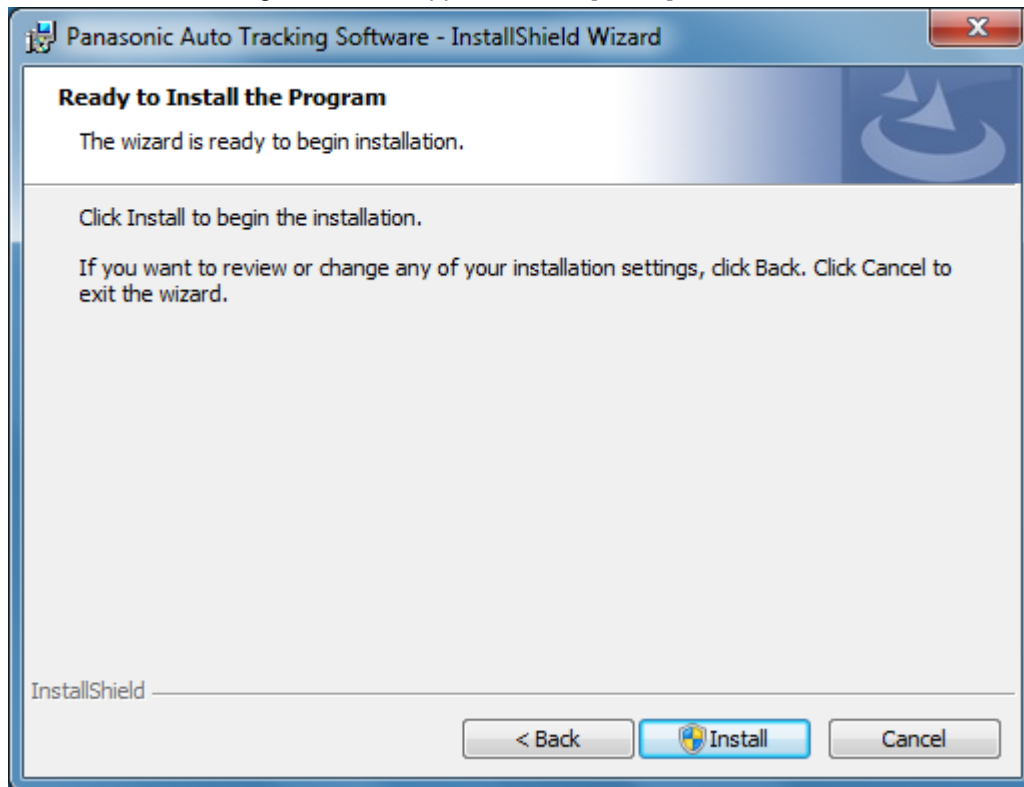 Panasonic Auto Tracking Software - InstallShield Wizard
Ready to Install the Program
The wizard is ready to begin installation.
Click Install to begin the installation.
If you want to review or change any of your installation settings, click Back. Click Cancel to
exit the wizard.
InstallShield
< Back
Install
Cancel